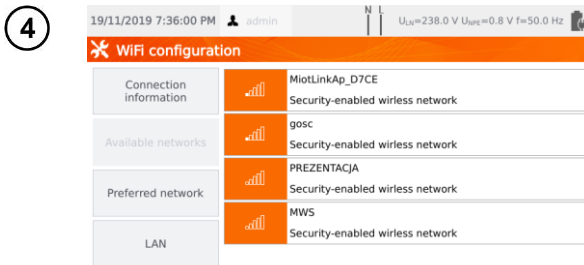 4
19/11/2019 7:36:00 PM admin N L U_LN=238.0 V U_NPE=0.8 V f=50.0 Hz
WiFi configuration
Connection
information
Available networks
Preferred network
LAN
MiotLinkAp_D7CE
Security-enabled wirless network
gosc
Security-enabled wirless network
PREZENTACJA
Security-enabled wirless network
MWS
Security-enabled wirless network